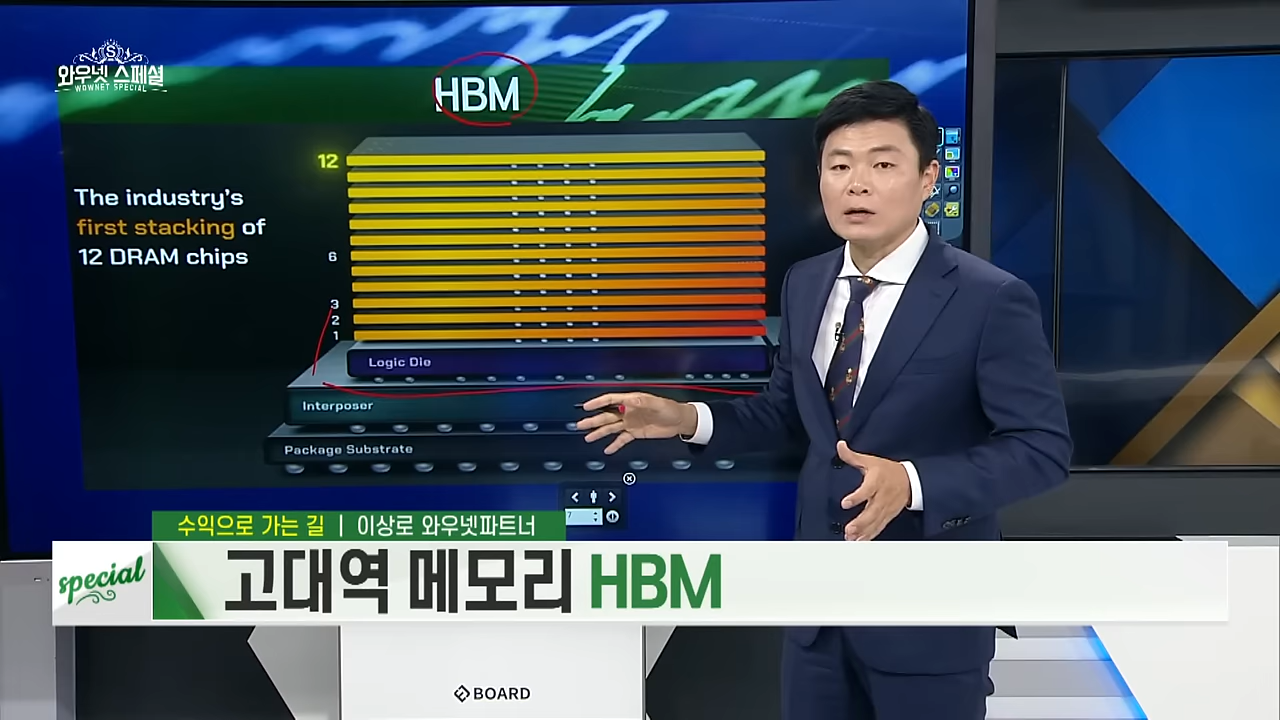 와우넷 스페셜
WOWNET SPECIAL
HBM
The industry's
first stacking of
12 DRAM chips
12
6
3
2
1
Logic Die
Interposer
Package Substrate
7
수익으로 가는 길 | 이상로 와우넷파트너
special
고대역 메모리 HBM
BOARD